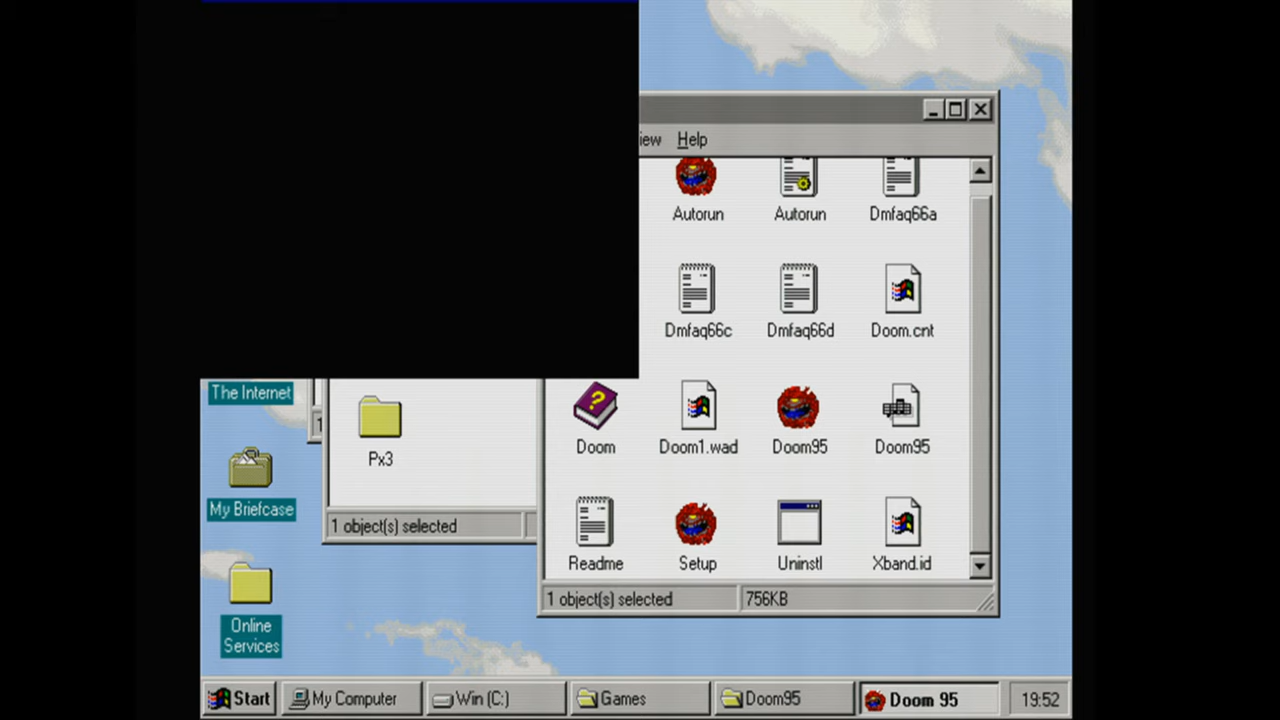 iew Help
Autorun
Autorun
Dmfaq66a
Dmfaq66c
Dmfaq66d
Doom.cnt
The Internet
1
Px3
Doom
Doom1.wad
Doom95
Doom95
My Briefcase
1 object(s) selected
Readme
Setup
Uninstl
Xband.id
1 object(s) selected
756KB
Online
Services
Start
My Computer
Win (C:)
Games
Doom95
Doom 95
19:52